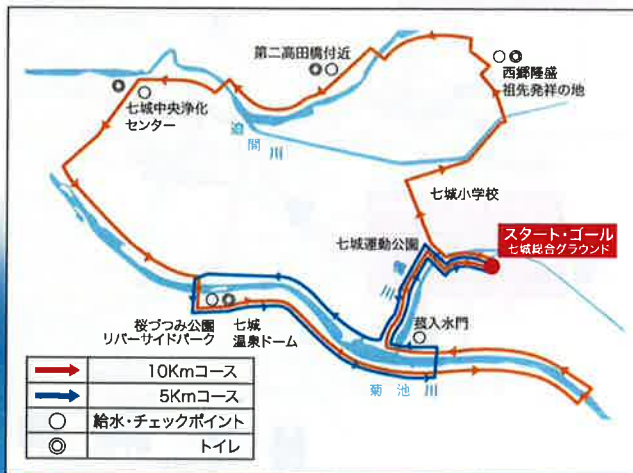 第二高田橋付近
西郷隆盛
祖先発祥の地
七城中央浄化
センター
迫間川
七城小学校
スタート・ゴール
七城総合グラウンド
七城運動公園
川
菰入水門
桜づつみ公園
リバーサイドパーク
七城
温泉ドーム
菊池川
10Kmコース
5Kmコース
給水・チェックポイント
トイレ